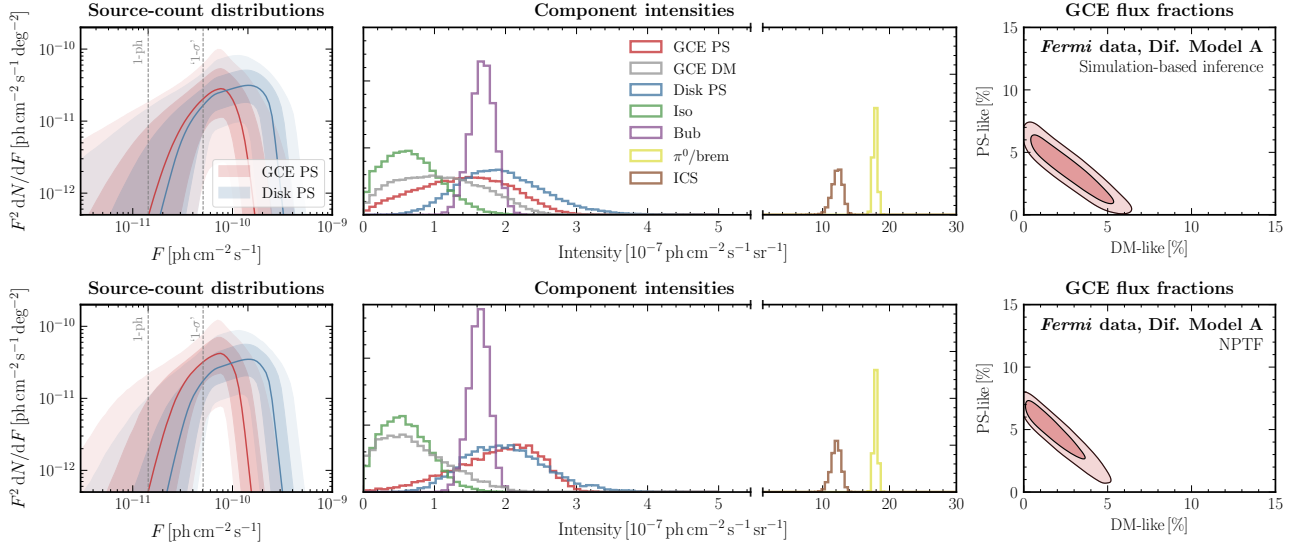 Source-count distributions
Component intensities
GCE flux fractions
F² dN/dF [ph cm⁻² s⁻¹ deg⁻²]
10⁻¹⁰
10⁻¹¹
10⁻¹²
1-ph
‘1-σ’
GCE PS
Disk PS
10⁻¹¹
10⁻¹⁰
10⁻⁹
F [ph cm⁻² s⁻¹]
GCE PS
GCE DM
Disk PS
Iso
Bub
π⁰/brem
ICS
0
1
2
3
4
5
10
20
30
Intensity [10⁻⁷ ph cm⁻² s⁻¹ sr⁻¹]
Fermi data, Dif. Model A
Simulation-based inference
PS-like [%]
15
10
5
0
0
5
10
15
DM-like [%]
Source-count distributions
Component intensities
GCE flux fractions
F² dN/dF [ph cm⁻² s⁻¹ deg⁻²]
10⁻¹⁰
10⁻¹¹
10⁻¹²
1-ph
‘1-σ’
10⁻¹¹
10⁻¹⁰
10⁻⁹
F [ph cm⁻² s⁻¹]
0
1
2
3
4
5
10
20
30
Intensity [10⁻⁷ ph cm⁻² s⁻¹ sr⁻¹]
Fermi data, Dif. Model A
NPTF
PS-like [%]
15
10
5
0
0
5
10
15
DM-like [%]